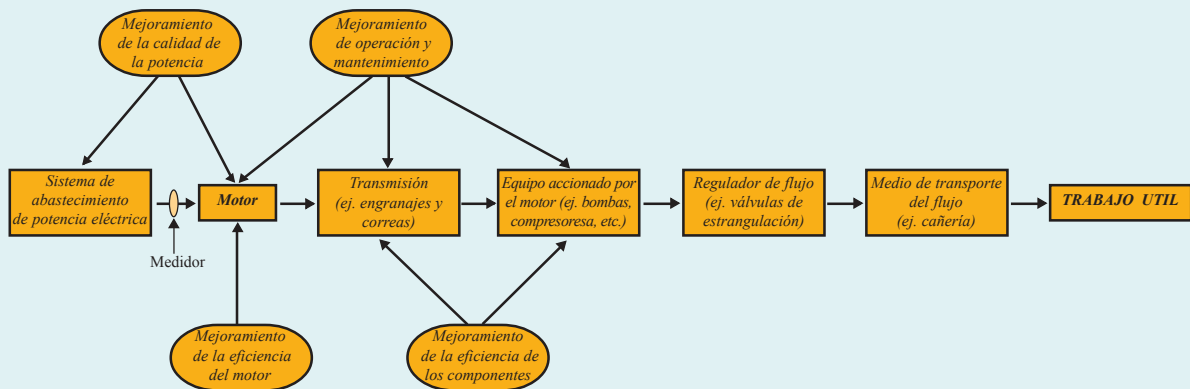 Mejoramiento
de la calidad de
la potencia
Mejoramiento
de operación y
mantenimiento
Sistema de
abastecimiento
de potencia eléctrica
Medidor
Motor
Transmisión
(ej. engranajes y
correas)
Equipo accionado por
el motor (ej. bombas,
compresoresa, etc.)
Regulador de flujo
(ej. válvulas de
estrangulación)
Medio de transporte
del flujo
(ej. cañería)
TRABAJO UTIL
Mejoramiento
de la eficiencia
del motor
Mejoramiento
de la eficiencia de
los componentes